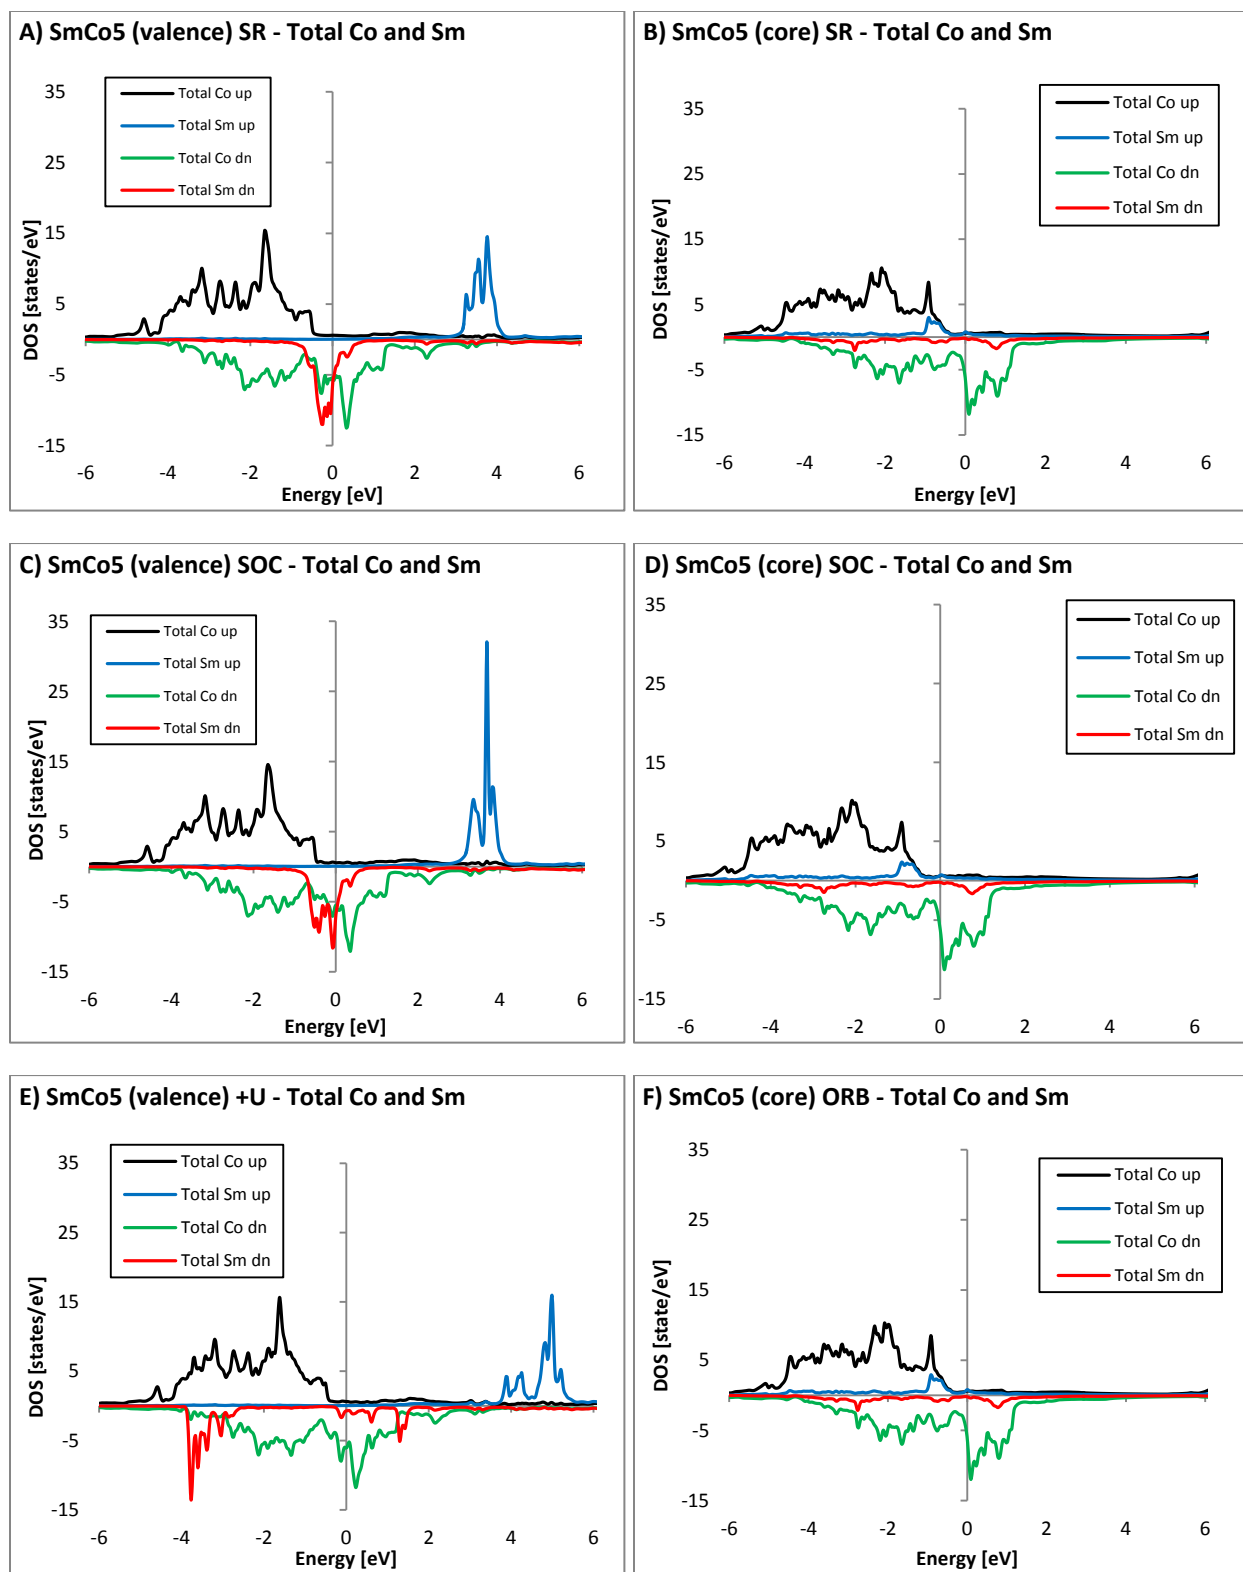 A) SmCo5 (valence) SR - Total Co and Sm
DOS [states/eV]
35
25
15
5
-5
-15
Total Co up
Total Sm up
Total Co dn
Total Sm dn
-6 -4 -2 0 2 4 6
Energy [eV]
B) SmCo5 (core) SR - Total Co and Sm
DOS [states/eV]
35
25
15
5
-5
-15
Total Co up
Total Sm up
Total Co dn
Total Sm dn
-6 -4 -2 0 2 4 6
Energy [eV]
C) SmCo5 (valence) SOC - Total Co and Sm
DOS [states/eV]
35
25
15
5
-5
-15
Total Co up
Total Sm up
Total Co dn
Total Sm dn
-6 -4 -2 0 2 4 6
Energy [eV]
D) SmCo5 (core) SOC - Total Co and Sm
DOS [states/eV]
35
25
15
5
-5
-15
Total Co up
Total Sm up
Total Co dn
Total Sm dn
-6 -4 -2 0 2 4 6
Energy [eV]
E) SmCo5 (valence) +U - Total Co and Sm
DOS [states/eV]
35
25
15
5
-5
-15
Total Co up
Total Sm up
Total Co dn
Total Sm dn
-6 -4 -2 0 2 4 6
Energy [eV]
F) SmCo5 (core) ORB - Total Co and Sm
DOS [state/eV]
35
25
15
5
-5
-15
Total Co up
Total Sm up
Total Co dn
Total Sm dn
-6 -4 -2 0 2 4 6
Energy [eV]